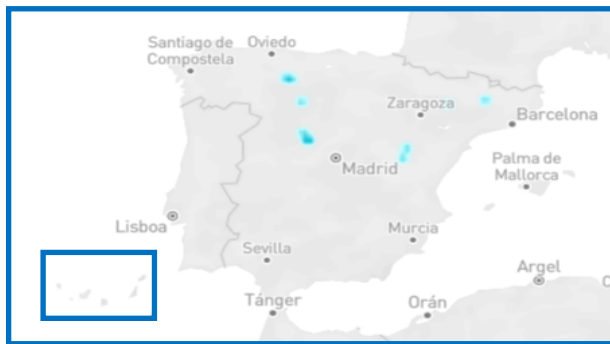 Santiago de
Compostela
Oviedo
Zaragoza
Barcelona
Madrid
Palma de
Mallorca
Lisboa
Murcia
Sevilla
Argel
Tánger
Orán